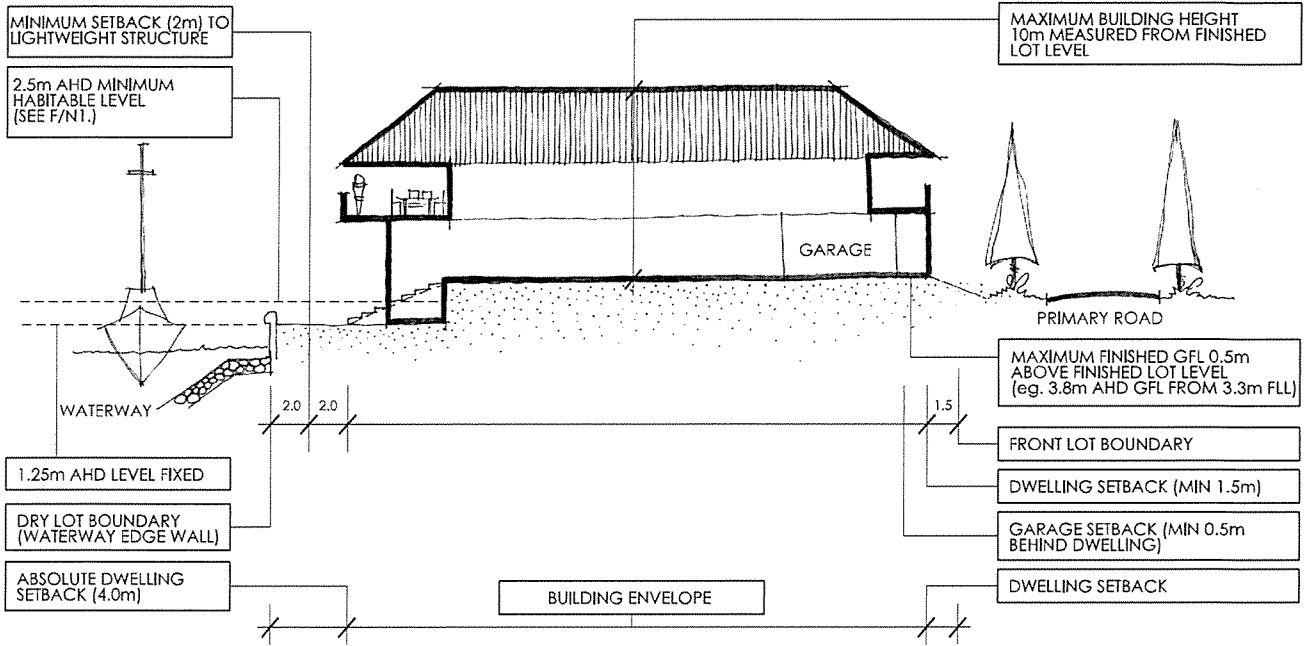 MINIMUM SETBACK (2m) TO
LIGHTWEIGHT STRUCTURE
2.5m AHD MINIMUM
HABITABLE LEVEL
(SEE F/N1.)
MAXIMUM BUILDING HEIGHT
10m MEASURED FROM FINISHED
LOT LEVEL
GARAGE
PRIMARY ROAD
WATERWAY
2.0
2.0
1.5
MAXIMUM FINISHED GFL 0.5m
ABOVE FINISHED LOT LEVEL
(eg. 3.8m AHD GFL FROM 3.3m FLL)
FRONT LOT BOUNDARY
1.25m AHD LEVEL FIXED
DWELLING SETBACK (MIN 1.5m)
DRY LOT BOUNDARY
(WATERWAY EDGE WALL)
GARAGE SETBACK (MIN 0.5m
BEHIND DWELLING)
ABSOLUTE DWELLING
SETBACK (4.0m)
BUILDING ENVELOPE
DWELLING SETBACK